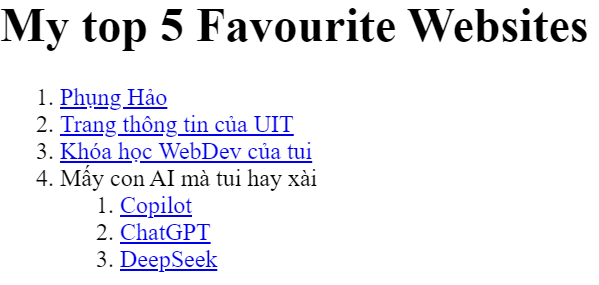 My top 5 Favourite Websites
1. Phụng Hảo
2. Trang thông tin của UIT
3. Khóa học WebDev của tui
4. Mấy con AI mà tui hay xài
1. Copilot
2. ChatGPT
3. DeepSeek